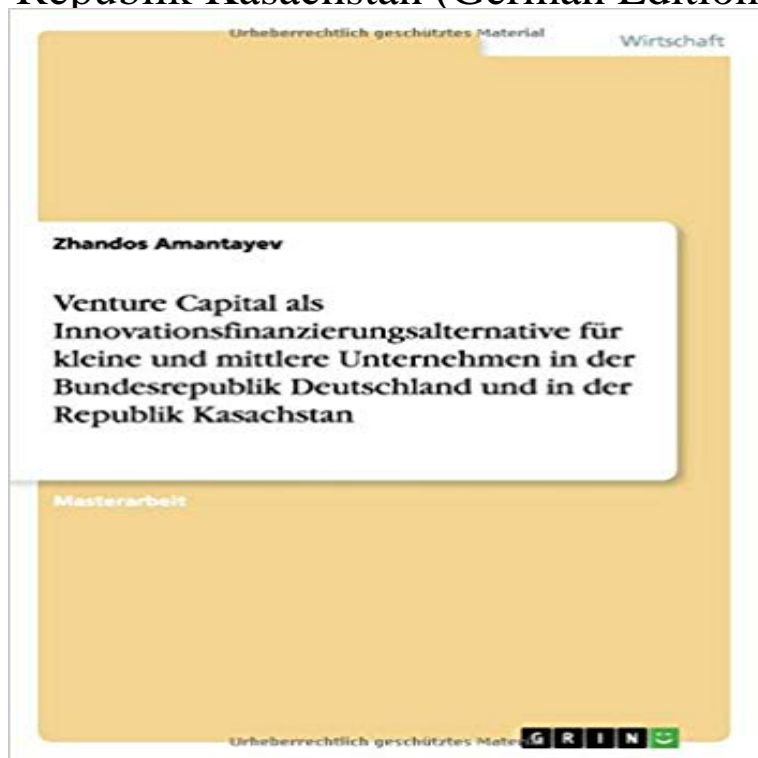 Republik Kasachstan (German Edition
Urheberrechtlich geschütztes Material
Wirtschaft
Zhandos Amantayev
Venture Capital als
Innovationsfinanzierungsalternative für
kleine und mittlere Unternehmen in der
Bundesrepublik Deutschland und in der
Republik Kasachstan
Masterarbeit
Urheberrechtlich geschütztes Mate
GRIN